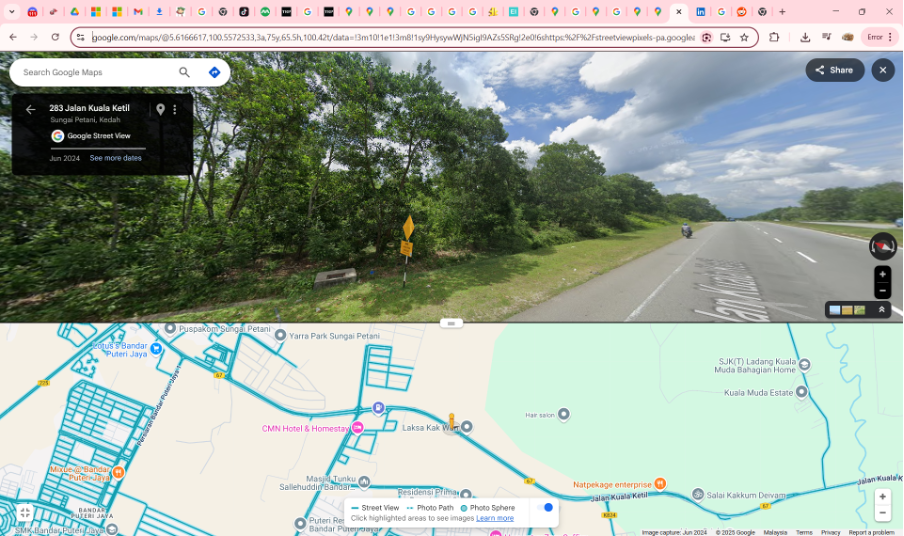 google.com/maps/@5.6166617,100.5572533,3a,75y,65.5h,100.42t/data=!3m10!1e1!3m8!1sy9HysywWjN5igI9AZs5SRg!2e0!6shttps:%2F%2Fstreetviewpixels-pa.googlea
Error
Search Google Maps
Share
283 Jalan Kuala Ketil
Sungai Petani, Kedah
Google Street View
Jun 2024 See more dates
Jalan Kuala Ketil
Puspakom Sungai Petani
Yarra Park Sungai Petani
Lotus's Bandar
Puteri Jaya
SJK(T) Ladang Kuala
Muda Bahagian Home
Kuala Muda Estate
225
67
Persiaran Bandar Puteri Jaya
Hair salon
CMN Hotel & Homestay
Laksa Kak W
Mixue @ Bandar
Puteri Jaya
Masjid Tunku
Sallehuddin Bandar
67
Natpekage enterprise
Residensi Prima
Jalan Kuala Ketil
Salai Kakkum Deivam
Jalan Kuala K
67
K824
BANDAR
PUTERI JAYA
SMK Bandar Puteri Jaya
Puteri Res
Bandar P
Street View Photo Path Photo Sphere
Click highlighted areas to see images Learn more
Image capture: Jun 2024 © 2025 Google Malaysia Terms Privacy Report a problem